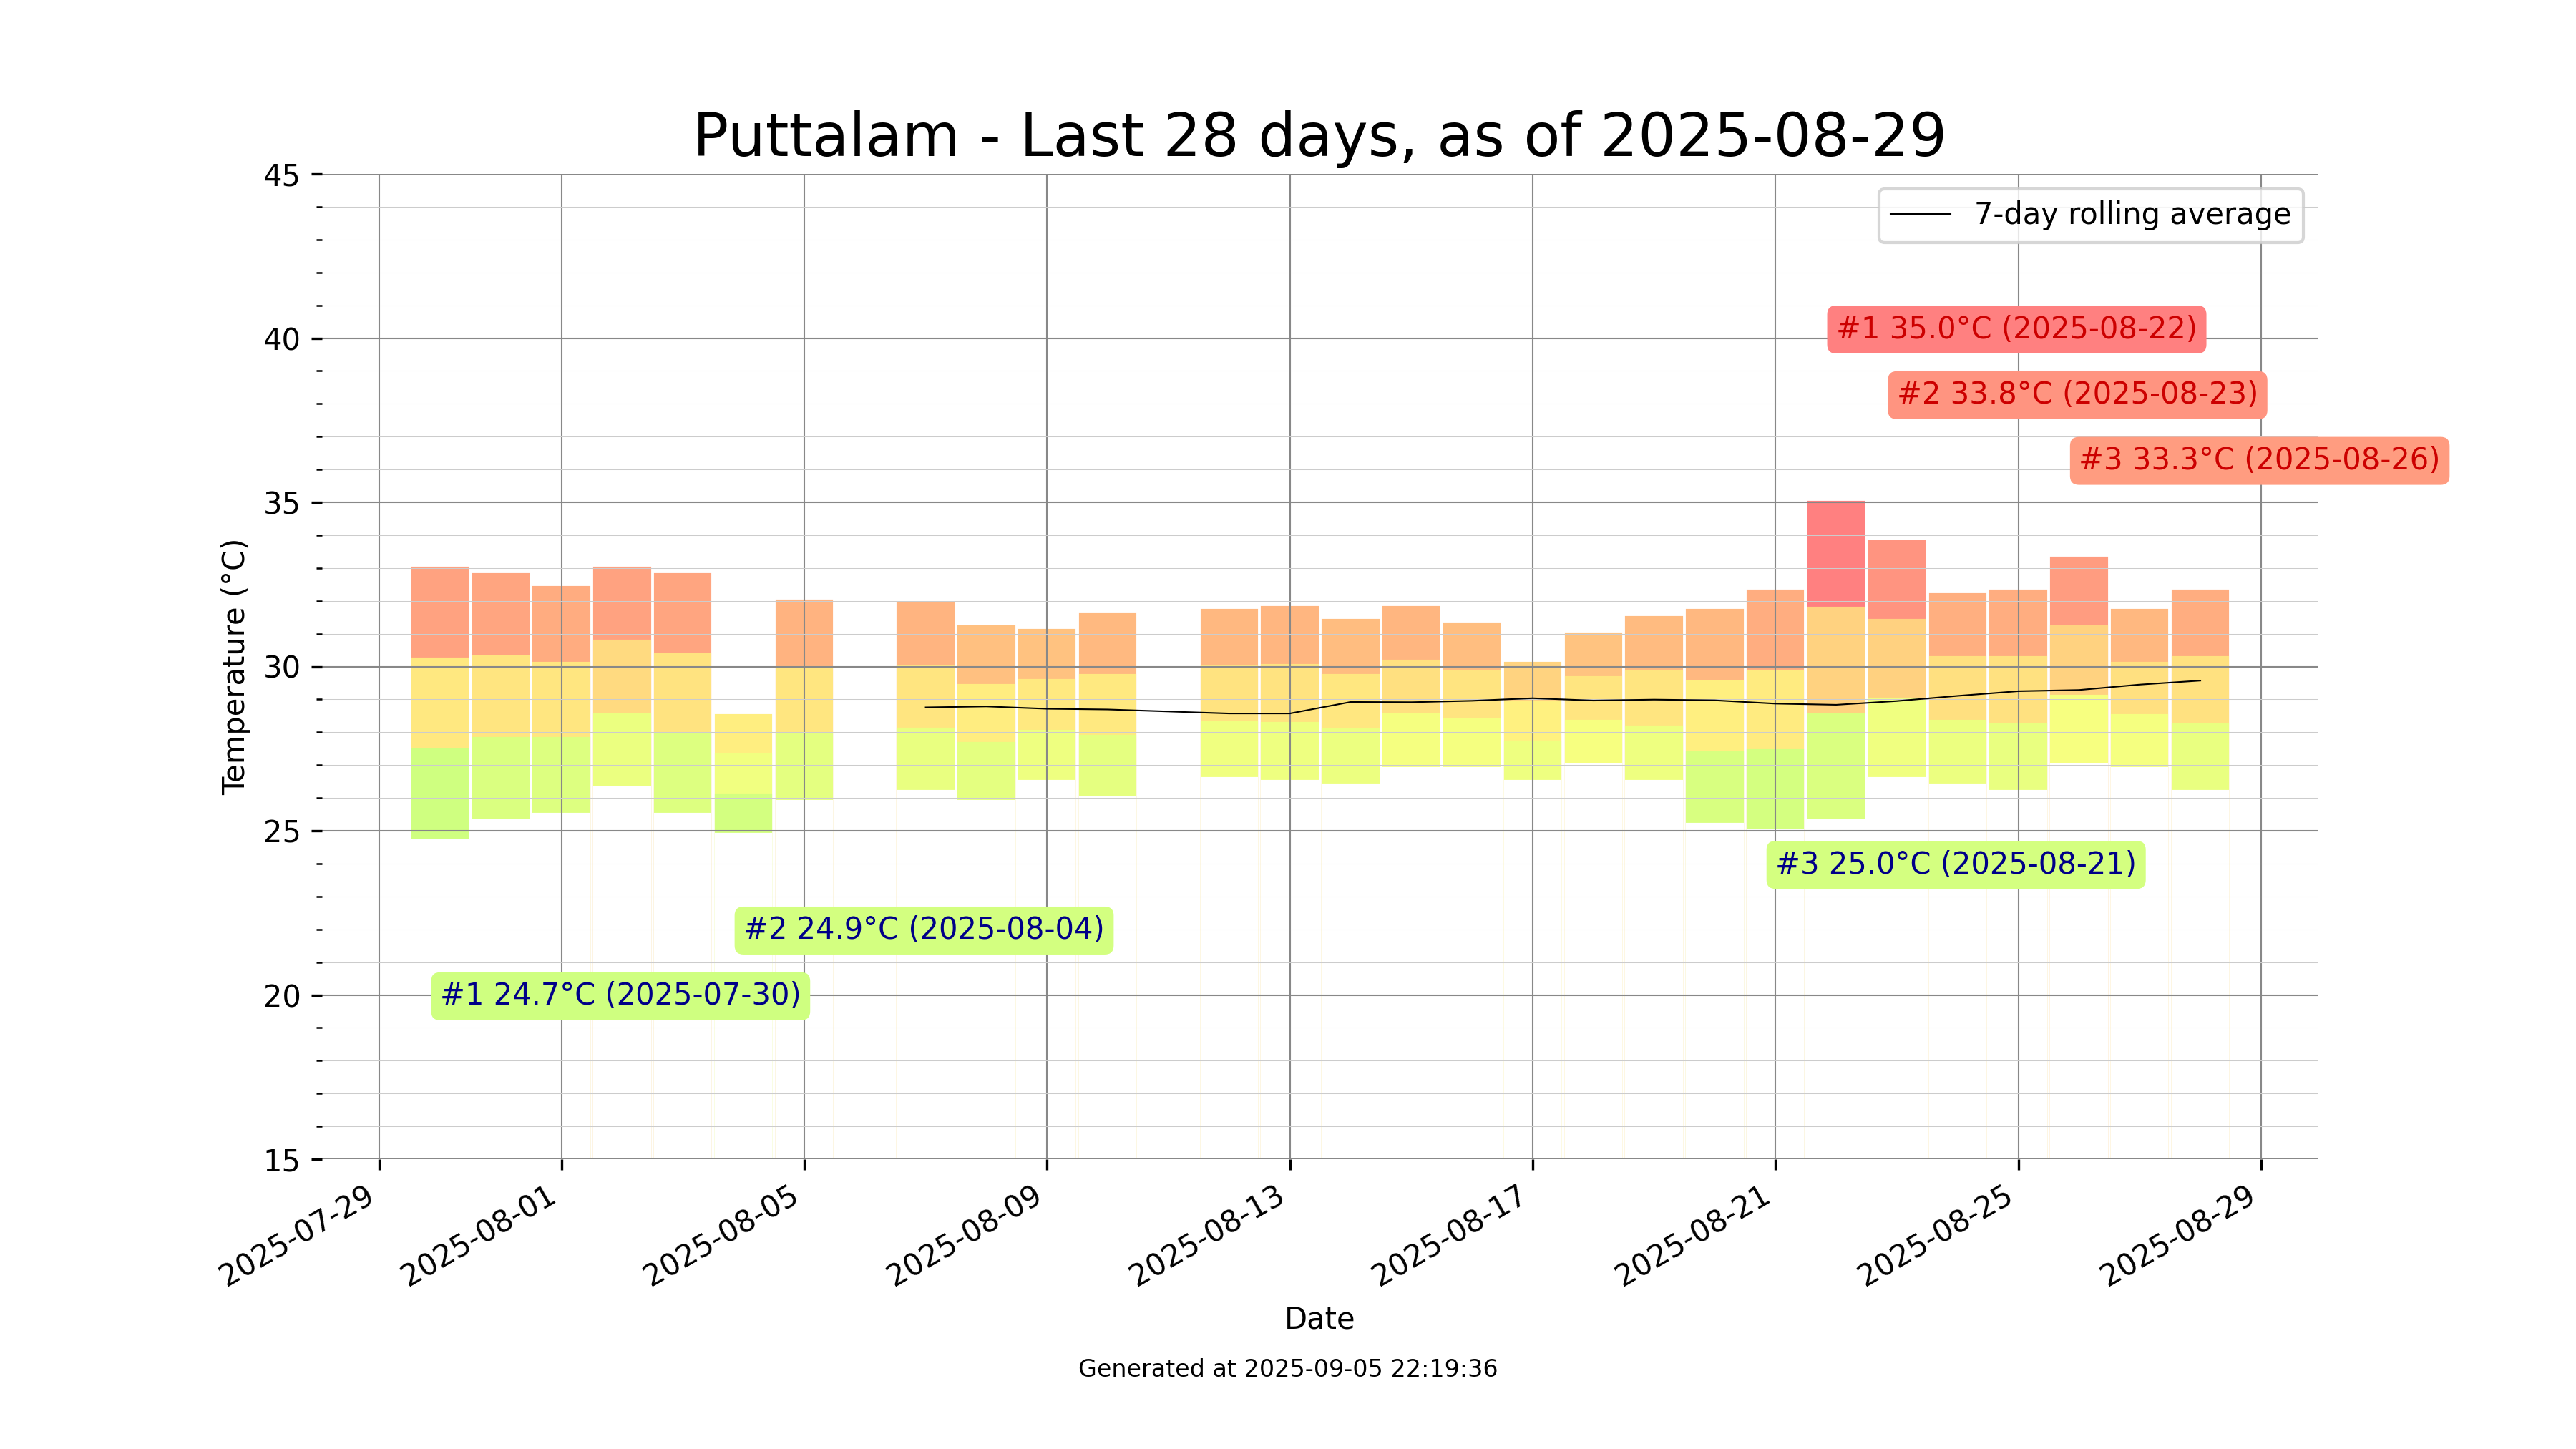 Puttalam - Last 28 days, as of 2025-08-29
45
7-day rolling average
#1 35.0°C (2025-08-22)
40
#2 33.8°C (2025-08-23)
#3 33.3°C (2025-08-26)
35
Temperature (°C)
30
25
#3 25.0°C (2025-08-21)
#2 24.9°C (2025-08-04)
#1 24.7°C (2025-07-30)
20
15
2025-07-29
2025-08-01
2025-08-05
2025-08-09
2025-08-13
2025-08-17
2025-08-21
2025-08-25
2025-08-29
Date
Generated at 2025-09-05 22:19:36